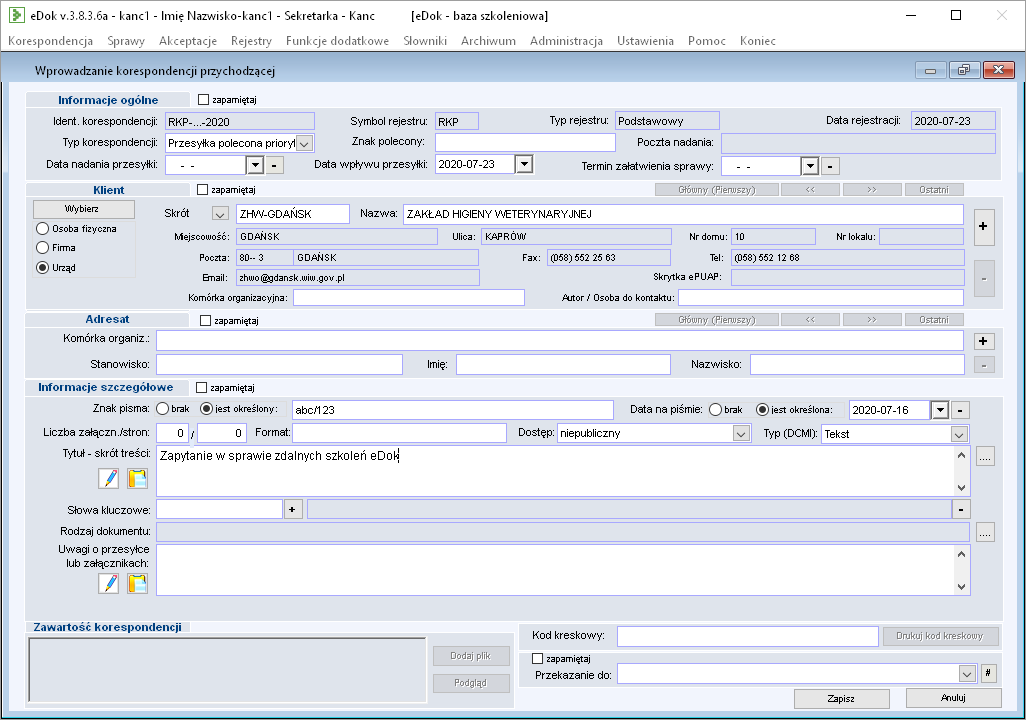 eDok v.3.8.3.6a - kanc1 - Imię Nazwisko-kanc1 - Sekretarka - Kanc [eDok - baza szkoleniowa]
Korespondencja Sprawy Akceptacje Rejestry Funkcje dodatkowe Słowniki Archiwum Administracja Ustawienia Pomoc Koniec
Wprowadzanie korespondencji przychodzącej
Informacje ogólne zapamiętaj
Ident. korespondencji: RKP-...-2020 Symbol rejestru: RKP Typ rejestru: Podstawowy Data rejestracji: 2020-07-23
Typ korespondencji: Przesyłka polecona prioryt Znak polecony: Poczta nadania:
Data nadania przesyłki: - - - Data wpływu przesyłki: 2020-07-23 Termin załatwienia sprawy: - - -
Klient zapamiętaj Główny (Pierwszy) << >> Ostatni
Wybierz Skrót ZHW-GDAŃSK Nazwa: ZAKŁAD HIGIENY WETERYNARYJNEJ +
Osoba fizyczna Miejscowość: GDAŃSK Ulica: KAPRÓW Nr domu: 10 Nr lokalu:
Firma Poczta: 80-- 3 GDAŃSK Fax: (058) 552 25 63 Tel: (058) 552 12 68
Urząd Email: zhwo@gdansk.wiw.gov.pl Skrytka ePUAP: -
Komórka organizacyjna: Autor / Osoba do kontaktu:
Adresat zapamiętaj Główny (Pierwszy) << >> Ostatni
Komórka organiz.: +
Stanowisko: Imię: Nazwisko: -
Informacje szczegółowe zapamiętaj
Znak pisma: brak jest określony: abc/123 Data na piśmie: brak jest określona: 2020-07-16 -
Liczba załączn./stron: 0 / 0 Format: Dostęp: niepubliczny Typ (DCMI): Tekst
Tytuł - skrót treści: Zapytanie w sprawie zdalnych szkoleń eDok ....
Słowa kluczowe: + -
Rodzaj dokumentu: ....
Uwagi o przesyłce
lub załącznikach:
Zawartość korespondencji
Dodaj plik
Podgląd
Kod kreskowy: Drukuj kod kreskowy
zapamiętaj
Przekazanie do: #
Zapisz Anuluj